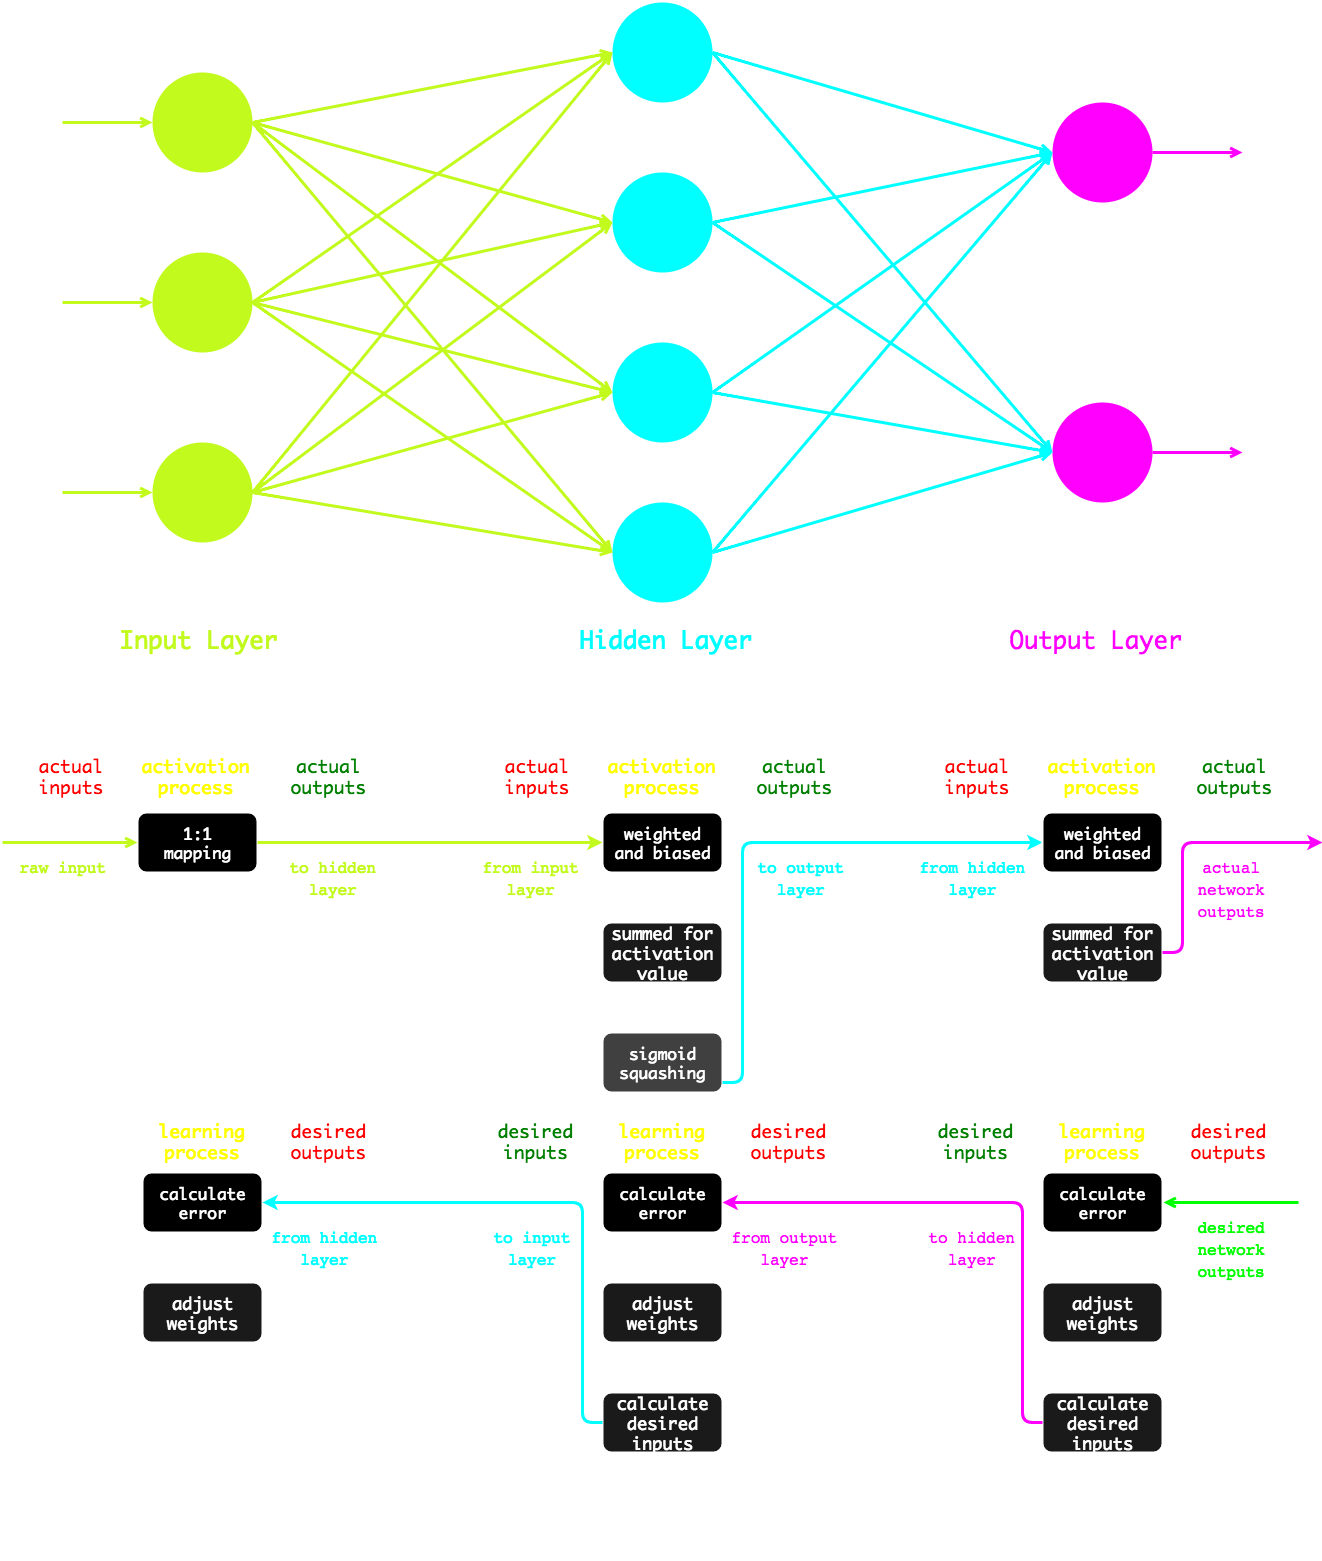 Input Layer
Hidden Layer
Output Layer
actual
inputs
activation
process
actual
outputs
actual
inputs
activation
process
actual
outputs
actual
inputs
activation
process
actual
outputs
1:1
mapping
weighted
and biased
weighted
and biased
raw input
to hidden
layer
from input
layer
to output
layer
from hidden
layer
actual
network
outputs
summed for
activation
value
summed for
activation
value
sigmoid
squashing
learning
process
desired
outputs
desired
inputs
learning
process
desired
outputs
desired
inputs
learning
process
desired
outputs
calculate
error
calculate
error
calculate
error
from hidden
layer
to input
layer
from output
layer
to hidden
layer
desired
network
outputs
adjust
weights
adjust
weights
adjust
weights
calculate
desired
inputs
calculate
desired
inputs